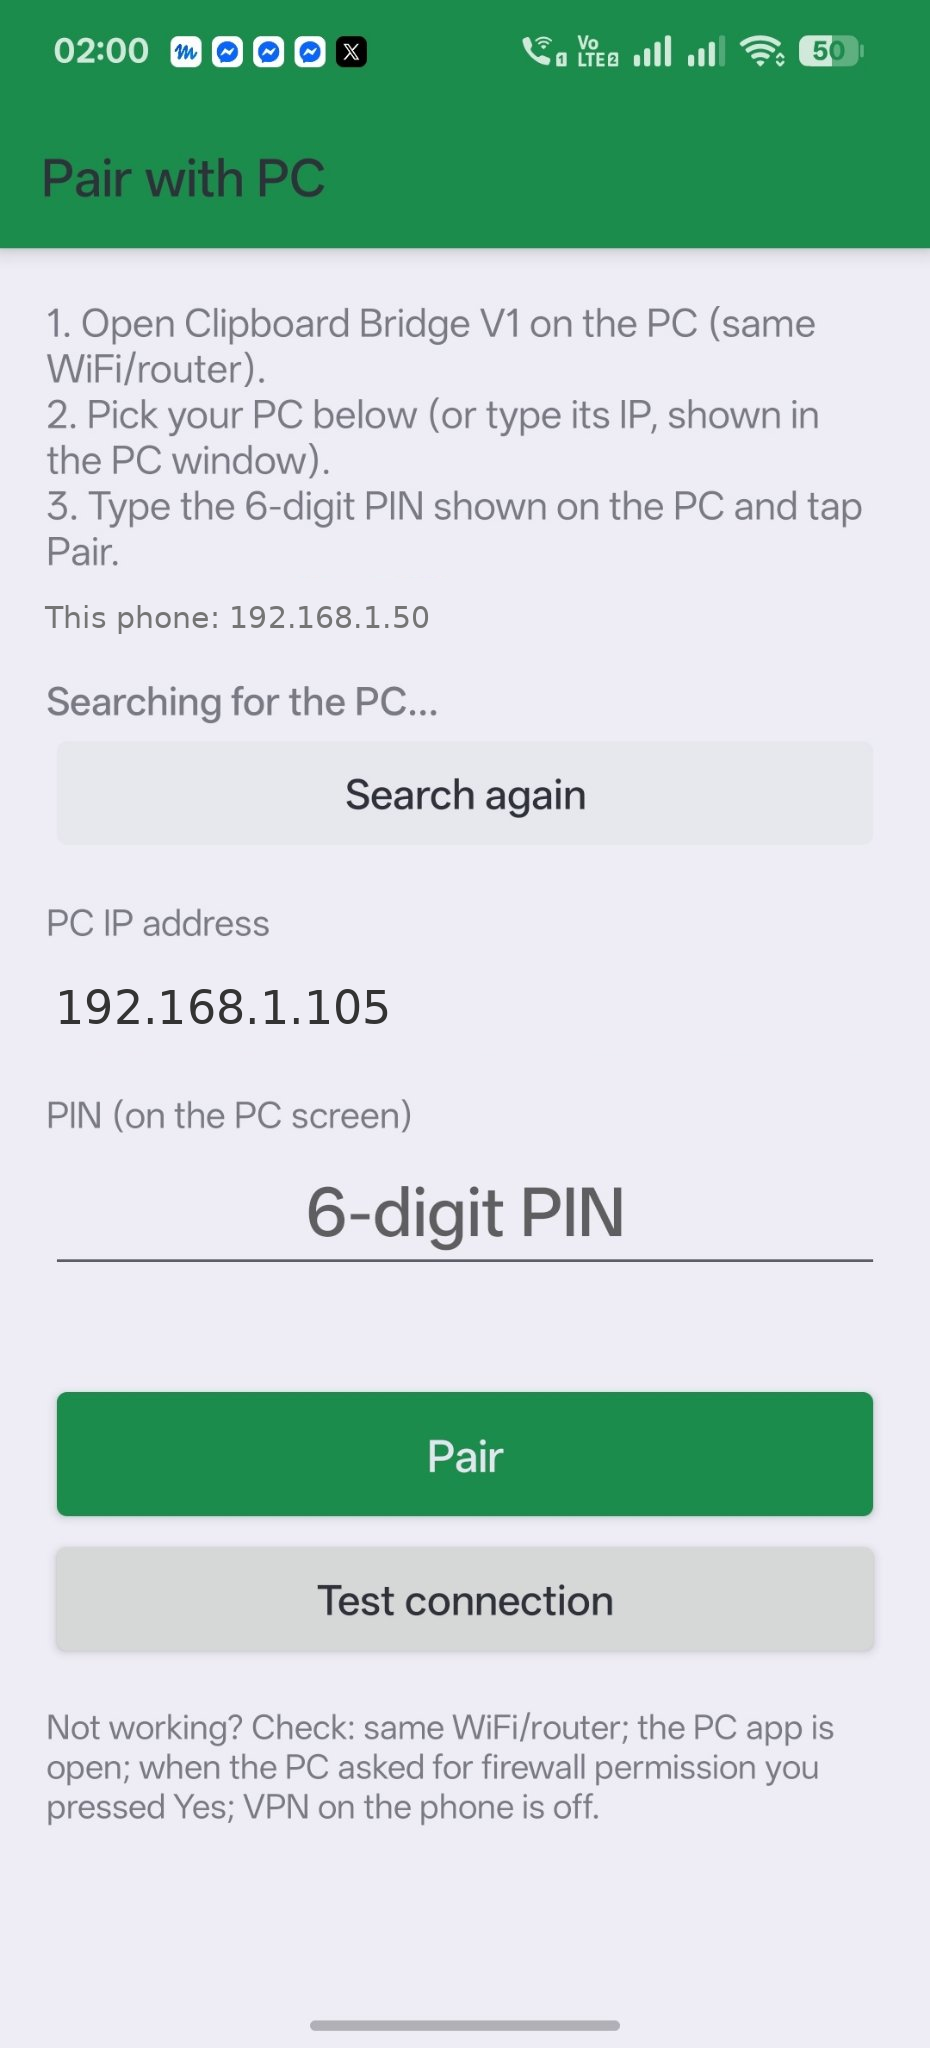 02:00
Vo
LTE 2
1
50
Pair with PC
1. Open Clipboard Bridge V1 on the PC (same
WiFi/router).
2. Pick your PC below (or type its IP, shown in
the PC window).
3. Type the 6-digit PIN shown on the PC and tap
Pair.
This phone: 192.168.1.50
Searching for the PC...
Search again
PC IP address
192.168.1.105
PIN (on the PC screen)
6-digit PIN
Pair
Test connection
Not working? Check: same WiFi/router; the PC app is
open; when the PC asked for firewall permission you
pressed Yes; VPN on the phone is off.